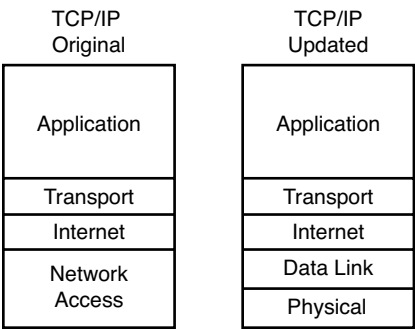 TCP/IP
Original
Application
Transport
Internet
Network
Access
TCP/IP
Updated
Application
Transport
Internet
Data Link
Physical